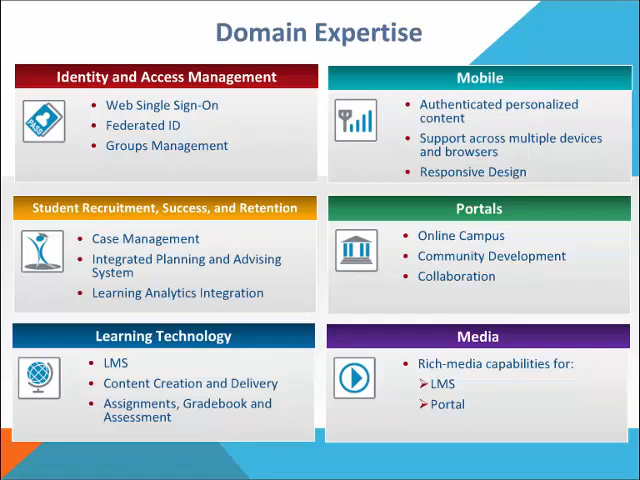 Domain Expertise
Identity and Access Management
PASS
• Web Single Sign-On
• Federated ID
• Groups Management
Mobile
• Authenticated personalized
content
• Support across multiple devices
and browsers
• Responsive Design
Student Recruitment, Success, and Retention
• Case Management
• Integrated Planning and Advising
System
• Learning Analytics Integration
Portals
• Online Campus
• Community Development
• Collaboration
Learning Technology
• LMS
• Content Creation and Delivery
• Assignments, Gradebook and
Assessment
Media
• Rich-media capabilities for:
➢ LMS
➢ Portal